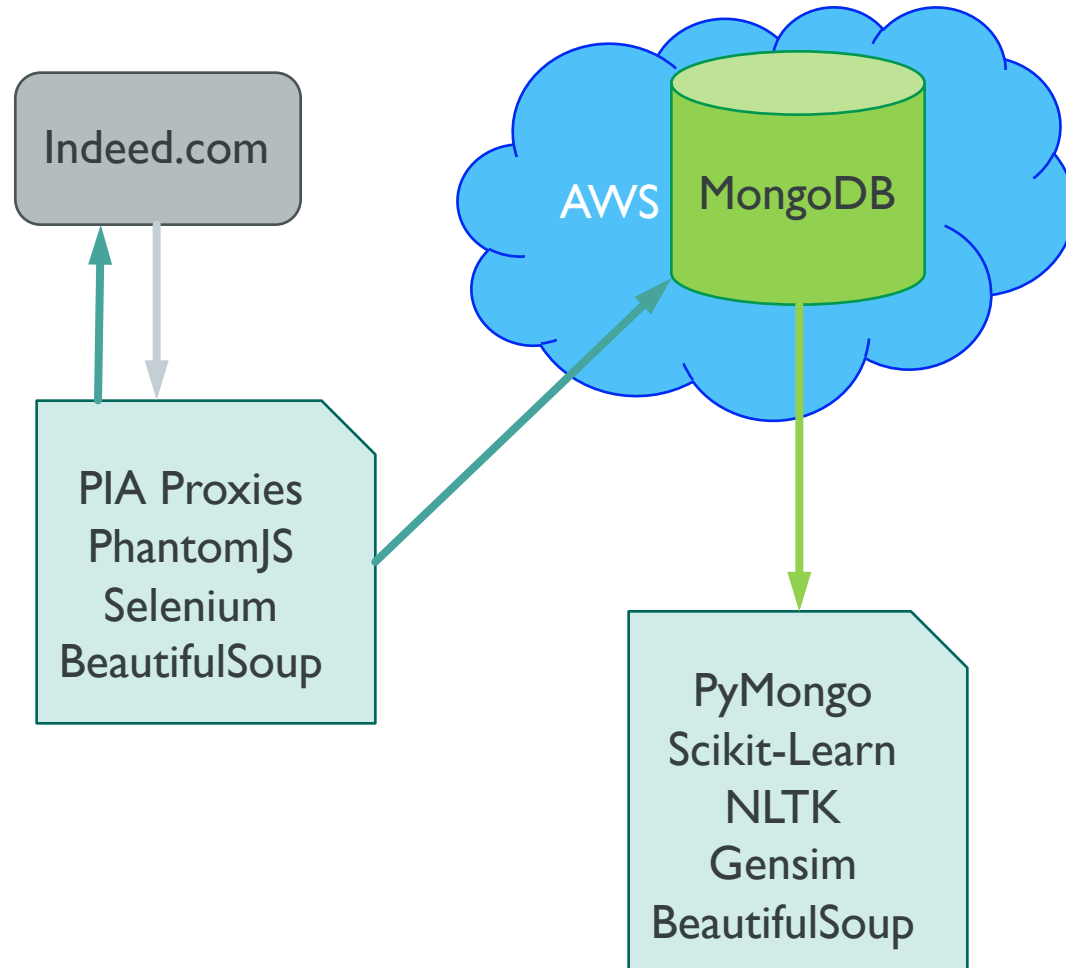 Indeed.com
AWS
MongoDB
PIA Proxies
PhantomJS
Selenium
BeautifulSoup
PyMongo
Scikit-Learn
NLTK
Gensim
BeautifulSoup